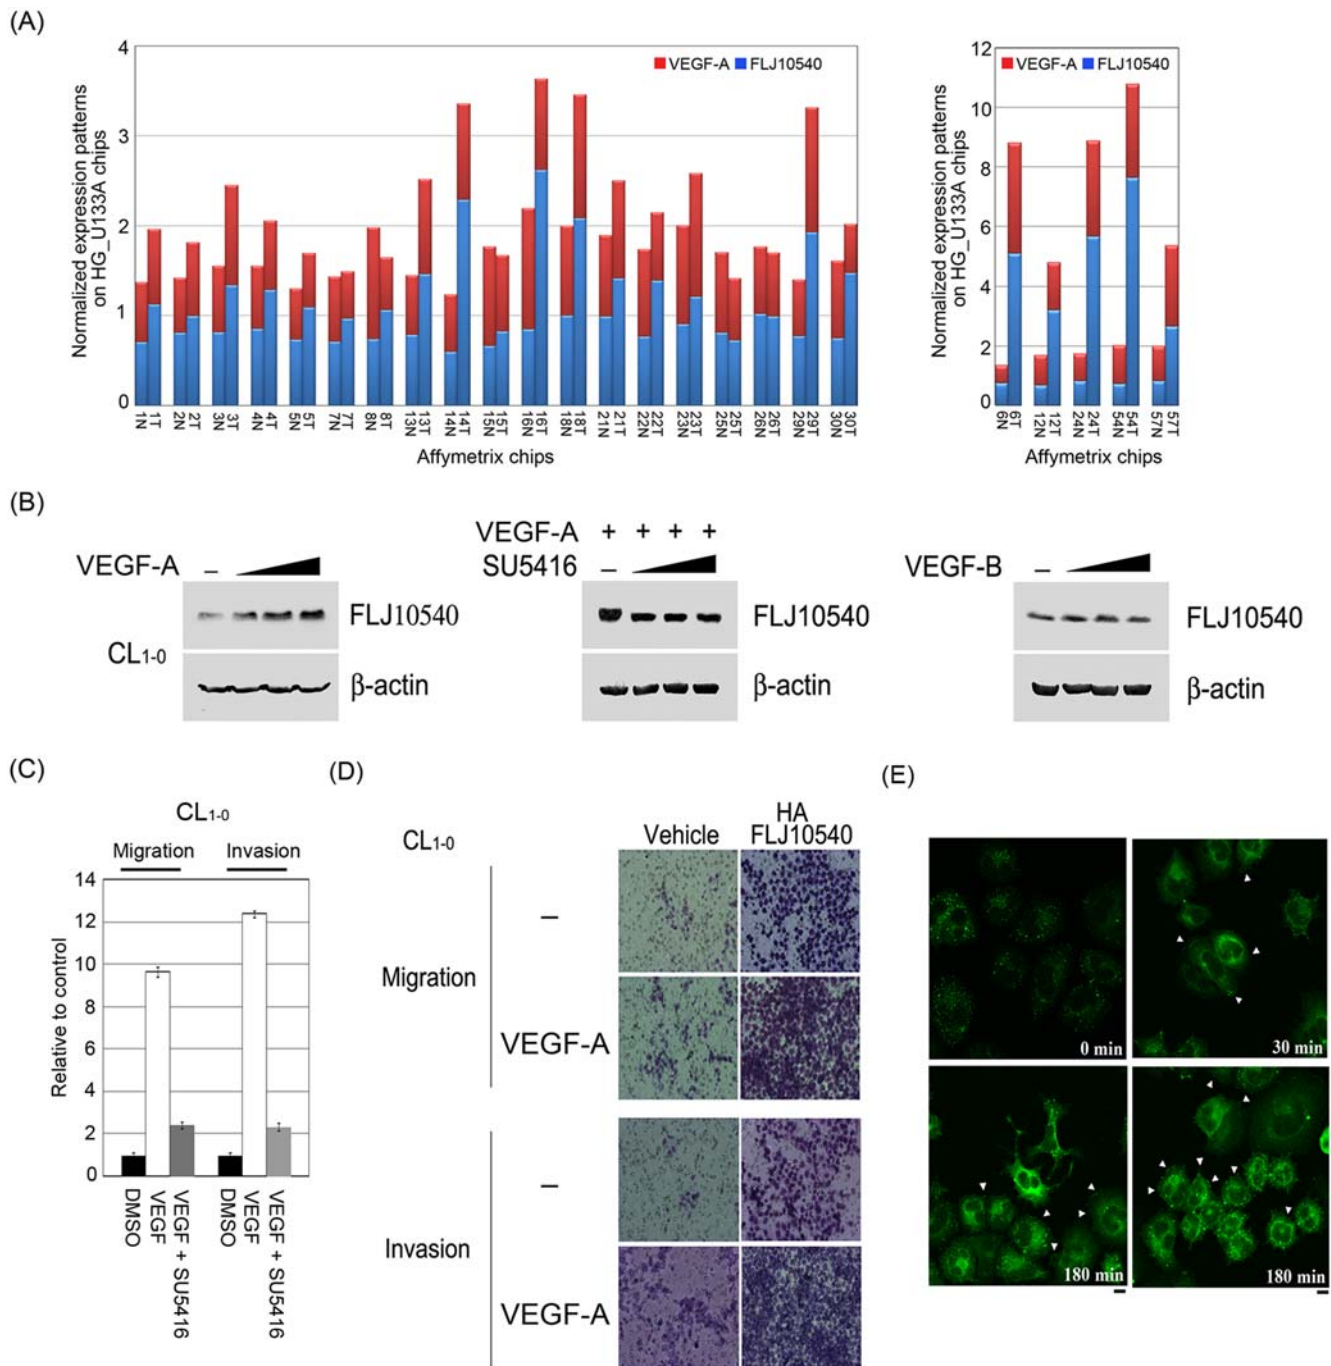 (A)
Normalized expression patterns
on HG_U133A chips
4
3
2
1
0
VEGF-A FLJ10540
1N 1T 2N 2T 3N 3T 4N 4T 5N 5T 7N 7T 8N 8T 13N 13T 14N 14T 15N 15T 16N 16T 18N 18T 21N 21T 22N 22T 23N 23T 25N 25T 26N 26T 29N 29T 30N 30T
Affymetrix chips
Normalized expression patterns
on HG_U133A chips
12
10
8
6
4
2
0
VEGF-A FLJ10540
6N 6T 12N 12T 24N 24T 54N 54T 57N 57T
Affymetrix chips
(B)
VEGF-A –
FLJ10540
CL1-0
β-actin
VEGF-A + + + +
SU5416 –
FLJ10540
β-actin
VEGF-B –
FLJ10540
β-actin
(C)
CL1-0
Migration Invasion
Relative to control
14
12
10
8
6
4
2
0
DMSO
VEGF
VEGF + SU5416
DMSO
VEGF
VEGF + SU5416
(D)
CL1-0
Vehicle
HA
FLJ10540
Migration
–
VEGF-A
Invasion
–
VEGF-A
(E)
0 min
30 min
180 min
180 min